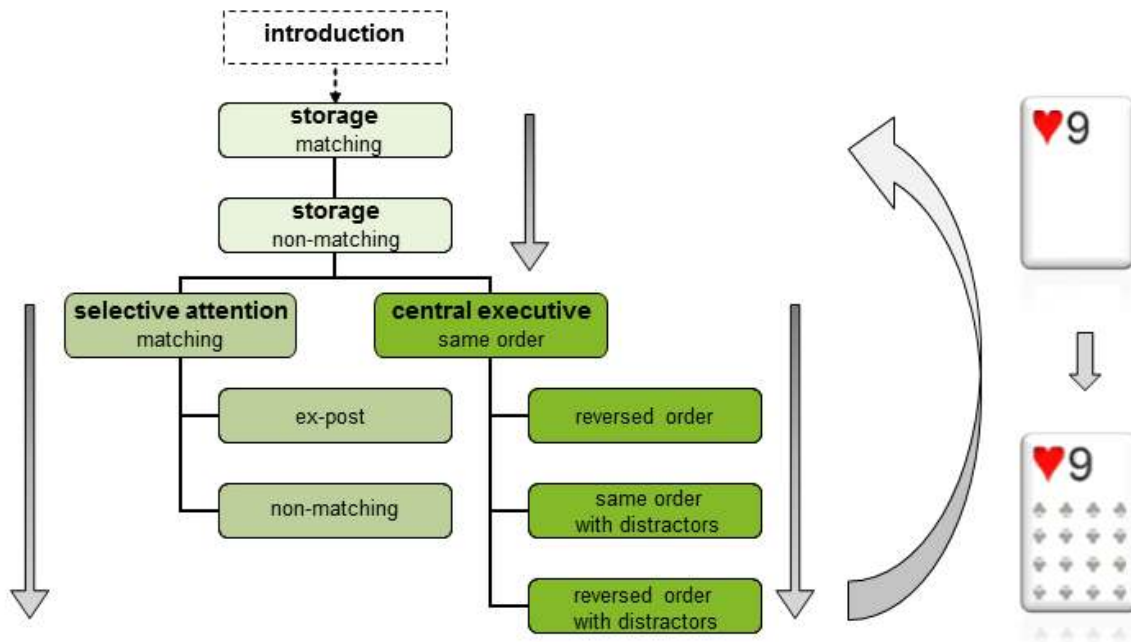 introduction
storage
matching
storage
non-matching
selective attention
matching
central executive
same order
ex-post
reversed order
non-matching
same order
with distractors
reversed order
with distractors
9
9